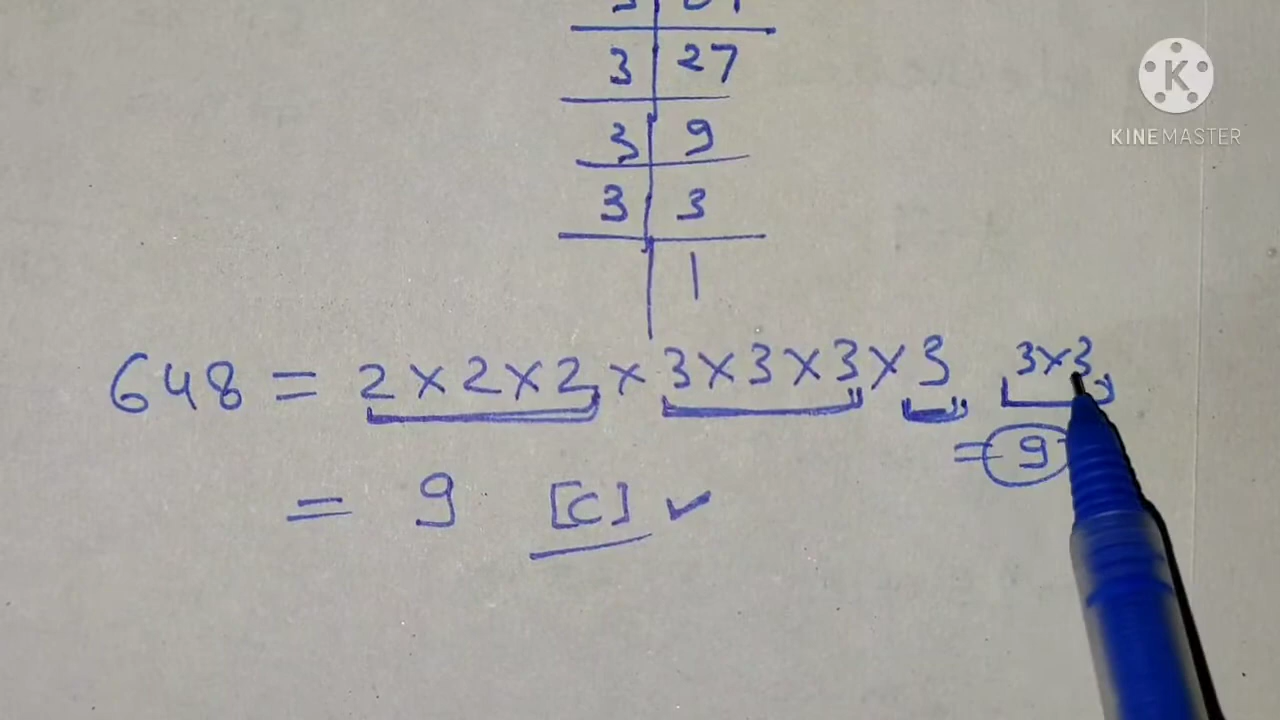 3 27
3 9
3 3
1
648 = 2×2×2×3×3×3×3 3×3
= 9
= 9 [C] ✓
KINEMASTER
K